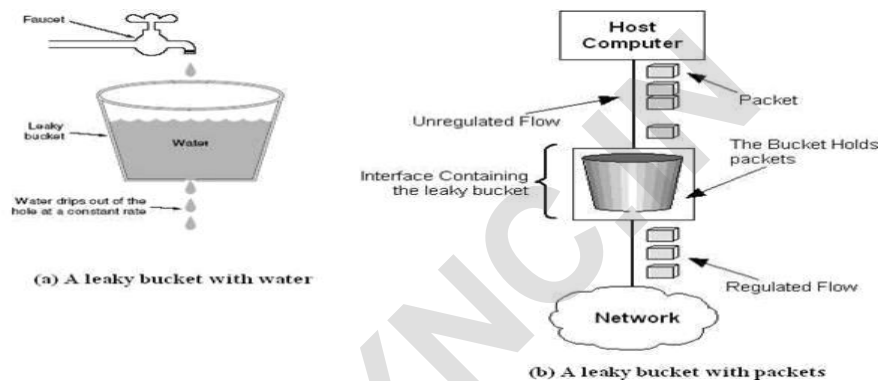 Faucet
Leaky
bucket
Water
Water drips out of the
hole at a constant rate
(a) A leaky bucket with water
Host
Computer
Packet
Unregulated Flow
The Bucket Holds
packets
Interface Containing
the leaky bucket
Regulated Flow
Network
(b) A leaky bucket with packets
YNC.IN